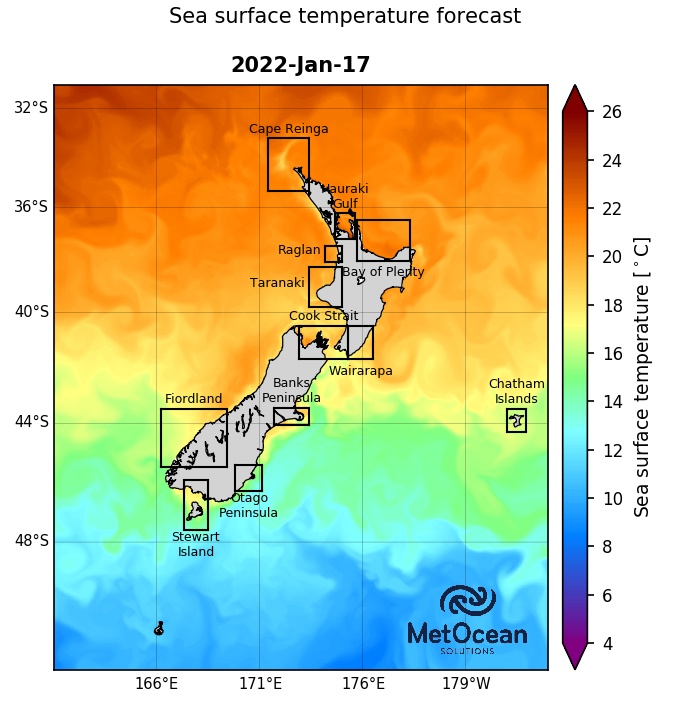 Sea surface temperature forecast
2022-Jan-17
32°S
36°S
40°S
44°S
48°S
Cape Reinga
Hauraki
Gulf
Raglan
Bay of Plenty
Taranaki
Cook Strait
Wairarapa
Banks
Peninsula
Fiordland
Chatham
Islands
Otago
Peninsula
Stewart
Island
MetOcean
SOLUTIONS
166°E
171°E
176°E
179°W
26
24
22
20
18
16
14
12
10
8
6
4
Sea surface temperature [°C]